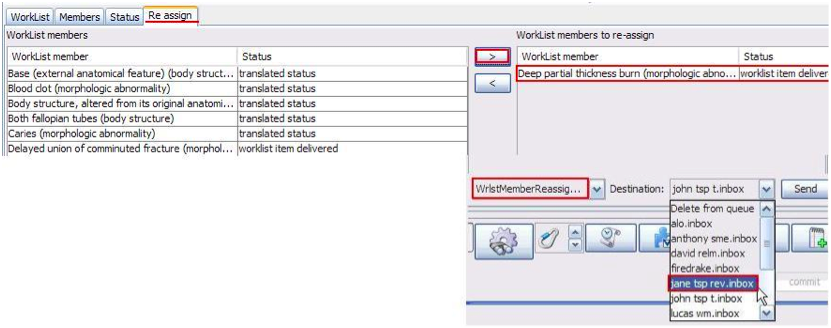 WorkList Members Status Re assign
WorkList members
WorkList member Status
Base (external anatomical feature) (body struct... translated status
Blood clot (morphologic abnormality) translated status
Body structure, altered from its original anatomi... translated status
Both fallopian tubes (body structure) translated status
Caries (morphologic abnormality) translated status
Delayed union of comminuted fracture (morphol... worklist item delivered
>
<
WorkList members to re-assign
WorkList member Status
Deep partial thickness burn (morphologic abno... worklist item deliver
WrlstMemberReassig... Destination: john tsp t.inbox Send
Delete from queue
alo.inbox
anthony sme.inbox
david relm.inbox
firedrake.inbox
jane tsp rev.inbox
john tsp t.inbox
lucas wm.inbox
commit